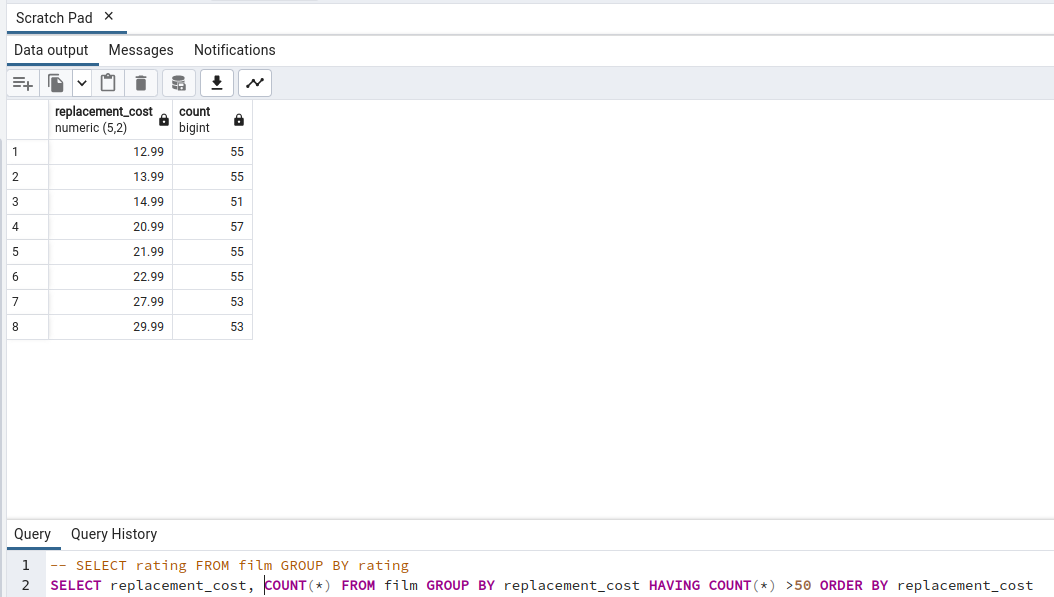 Scratch Pad ×
Data output Messages Notifications
replacement_cost count
numeric (5,2) bigint
1 12.99 55
2 13.99 55
3 14.99 51
4 20.99 57
5 21.99 55
6 22.99 55
7 27.99 53
8 29.99 53
Query Query History
1 -- SELECT rating FROM film GROUP BY rating
2 SELECT replacement_cost, COUNT(*) FROM film GROUP BY replacement_cost HAVING COUNT(*) >50 ORDER BY replacement_cost